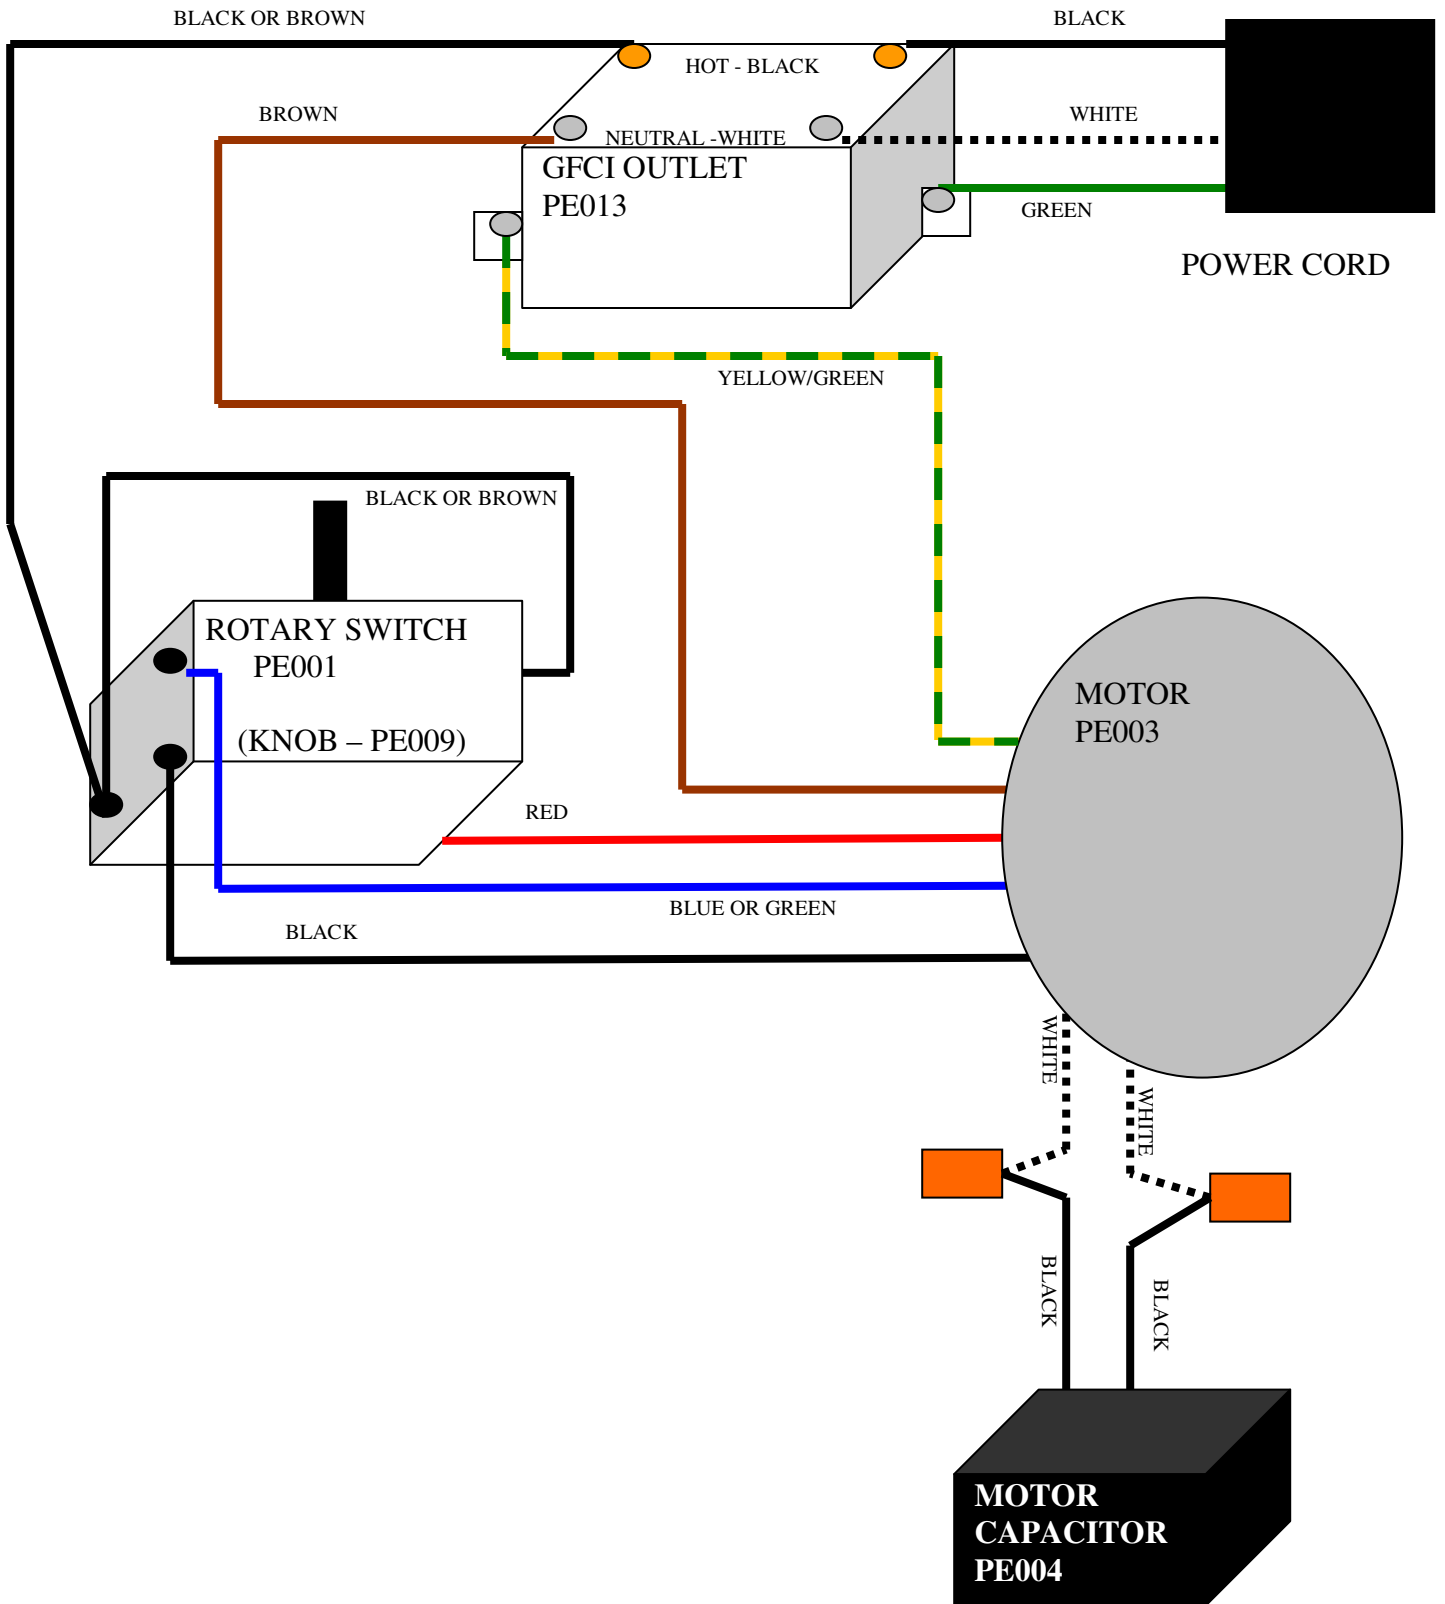 BLACK OR BROWN
BLACK
HOT - BLACK
BROWN
WHITE
NEUTRAL -WHITE
GFCI OUTLET
PE013
GREEN
POWER CORD
YELLOW/GREEN
BLACK OR BROWN
ROTARY SWITCH
PE001
(KNOB – PE009)
MOTOR
PE003
RED
BLUE OR GREEN
BLACK
WHITE
WHITE
BLACK
BLACK
MOTOR
CAPACITOR
PE004